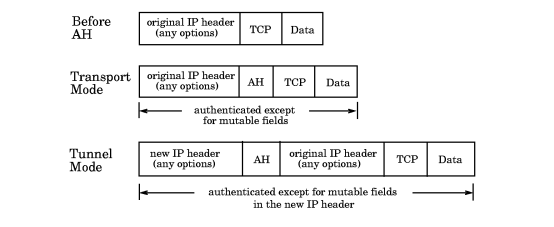 Before
AH
original IP header
(any options)
TCP
Data
Transport
Mode
original IP header
(any options)
AH
TCP
Data
authenticated except
for mutable fields
Tunnel
Mode
new IP header
(any options)
AH
original IP header
(any options)
TCP
Data
authenticated except for mutable fields
in the new IP header